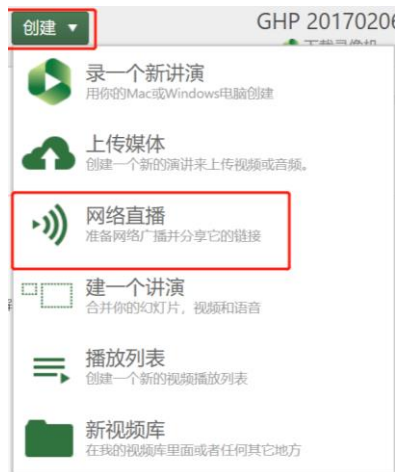 创建
GHP 20170206
下载录像机
录一个新讲演
用你的Mac或Windows电脑创建
上传媒体
创建一个新的演讲来上传视频或音频。
网络直播
准备网络广播并分享它的链接
建一个讲演
合并你的幻灯片，视频和语音
播放列表
创建一个新的视频播放列表
新视频库
在我的视频库里面或者任何其它地方